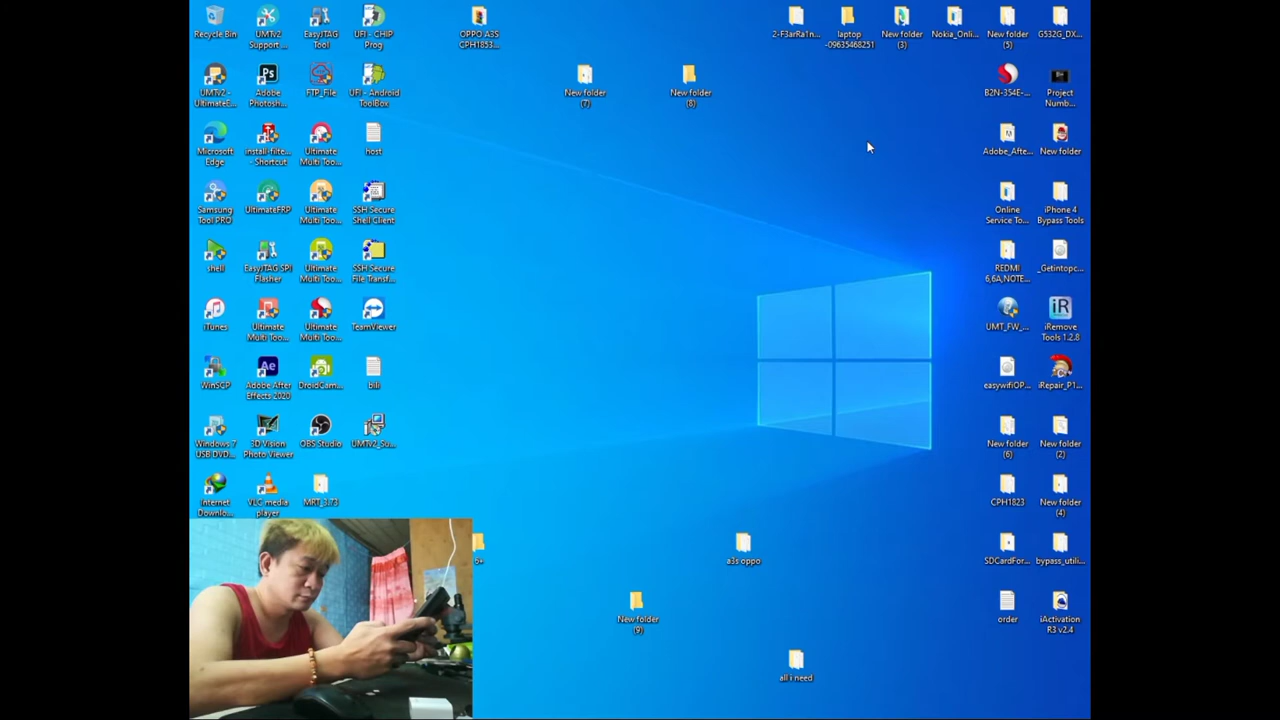 Recycle Bin
UMTv2
Support ...
EasyJTAG
Tool
UFI - CHIP
Prog
OPPO A3S
CPH1853...
2-F3arRa1n...
laptop
-09635468251
New folder
(3)
Nokia_Onli...
New folder
(5)
G532G_DX...
UMTv2 -
UltimateE...
Adobe
Photosh...
FTP_File
UFI - Android
ToolBox
New folder
(7)
New folder
(8)
B2N-354E-...
Project
Numb...
Microsoft
Edge
install-filte...
- Shortcut
Ultimate
Multi Too...
host
Adobe_Afte...
New folder
Samsung
Tool PRO
UltimateFRP
Ultimate
Multi Too...
SSH Secure
Shell Client
Online
Service To...
iPhone 4
Bypass Tools
shell
EasyJTAG SPI
Flasher
Ultimate
Multi Too...
SSH Secure
File Transf...
REDMI
6,6A,NOTE...
_Getintopc...
iTunes
Ultimate
Multi Too...
Ultimate
Multi Too...
TeamViewer
UMT_FW_...
iRemove
Tools 1.2.8
WinSCP
Adobe After
Effects 2020
DroidGam...
bili
easywifiOP...
iRepair_P1...
Windows 7
USB DVD...
3D Vision
Photo Viewer
OBS Studio
UMTv2_Su...
New folder
(6)
New folder
(2)
Internet
Downlo...
VLC media
player
MRT_3.73
CPH1823
New folder
(4)
6+
a3s oppo
SDCardFor...
bypass_utili...
New folder
(9)
order
iActivation
R3 v2.4
all i need